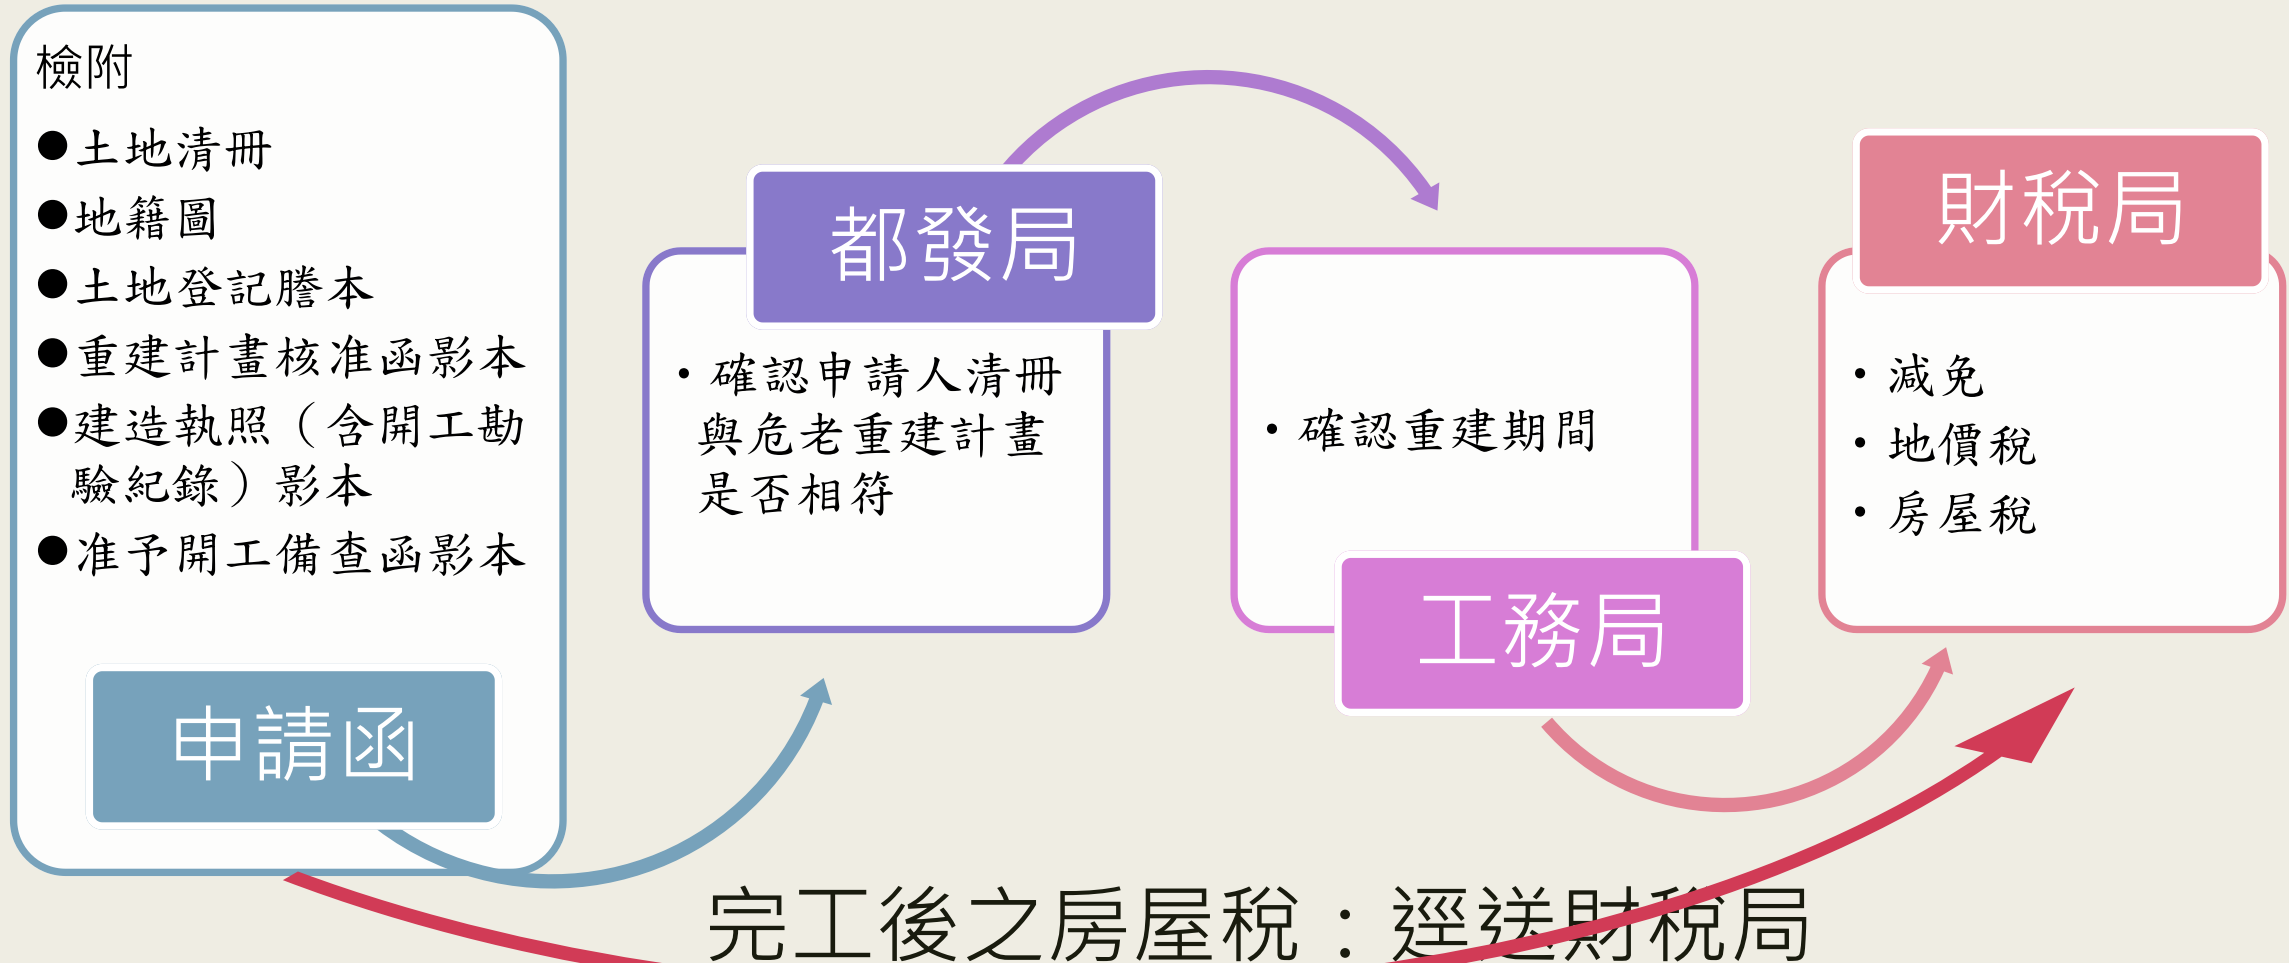 檢附
●土地清冊
●地籍圖
●土地登記謄本
●重建計畫核准函影本
●建造執照（含開工勘
驗紀錄）影本
●准予開工備查函影本
申請函
都發局
• 確認申請人清冊
與危老重建計畫
是否相符
• 確認重建期間
工務局
財稅局
• 減免
• 地價稅
• 房屋稅
完工後之房屋稅：逕送財稅局